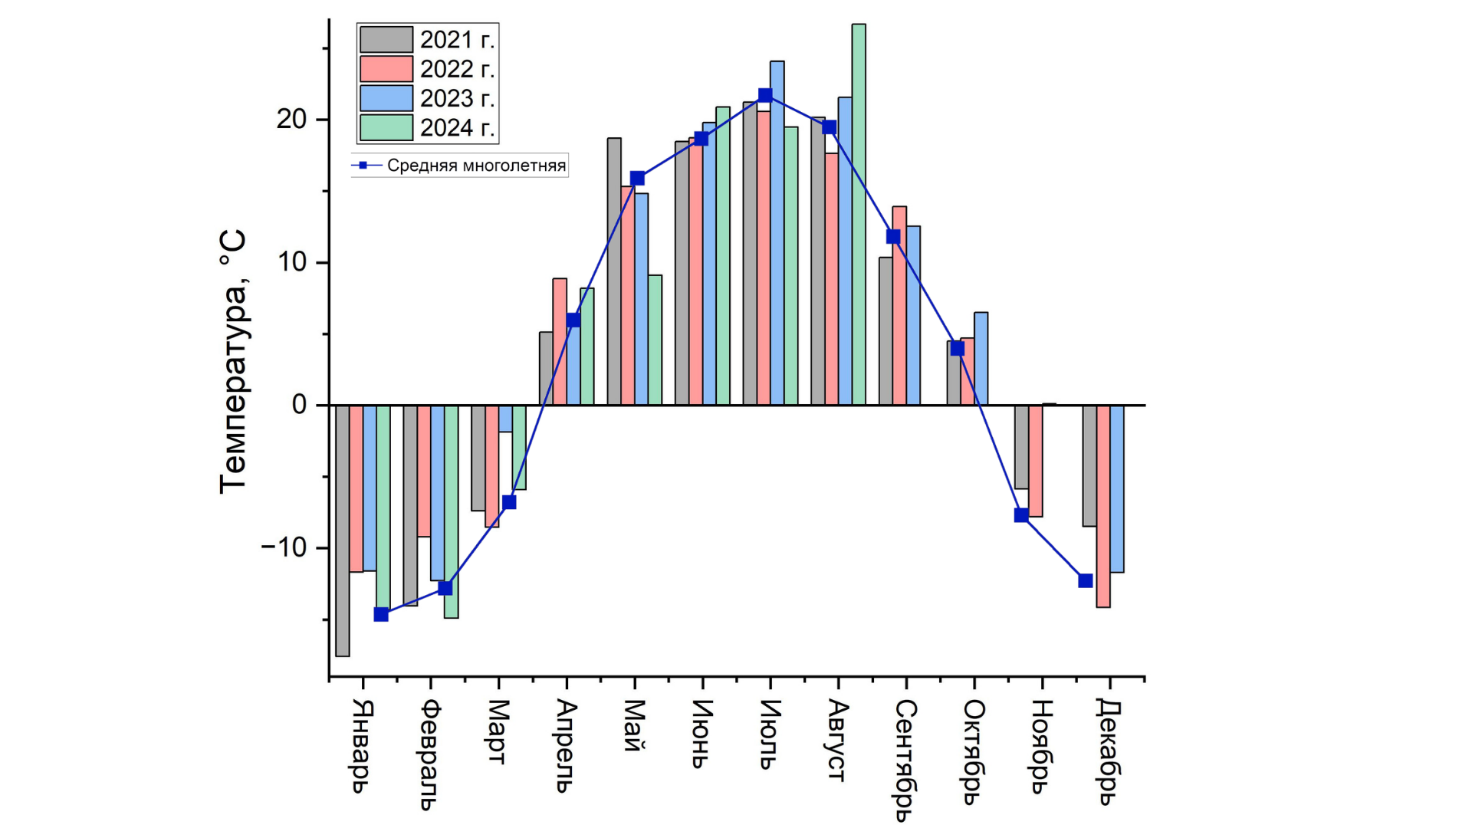 2021 г.
2022 г.
2023 г.
2024 г.
Средняя многолетняя
Температура, °C
20
10
0
−10
Январь
Февраль
Март
Апрель
Май
Июнь
Июль
Август
Сентябрь
Октябрь
Ноябрь
Декабрь